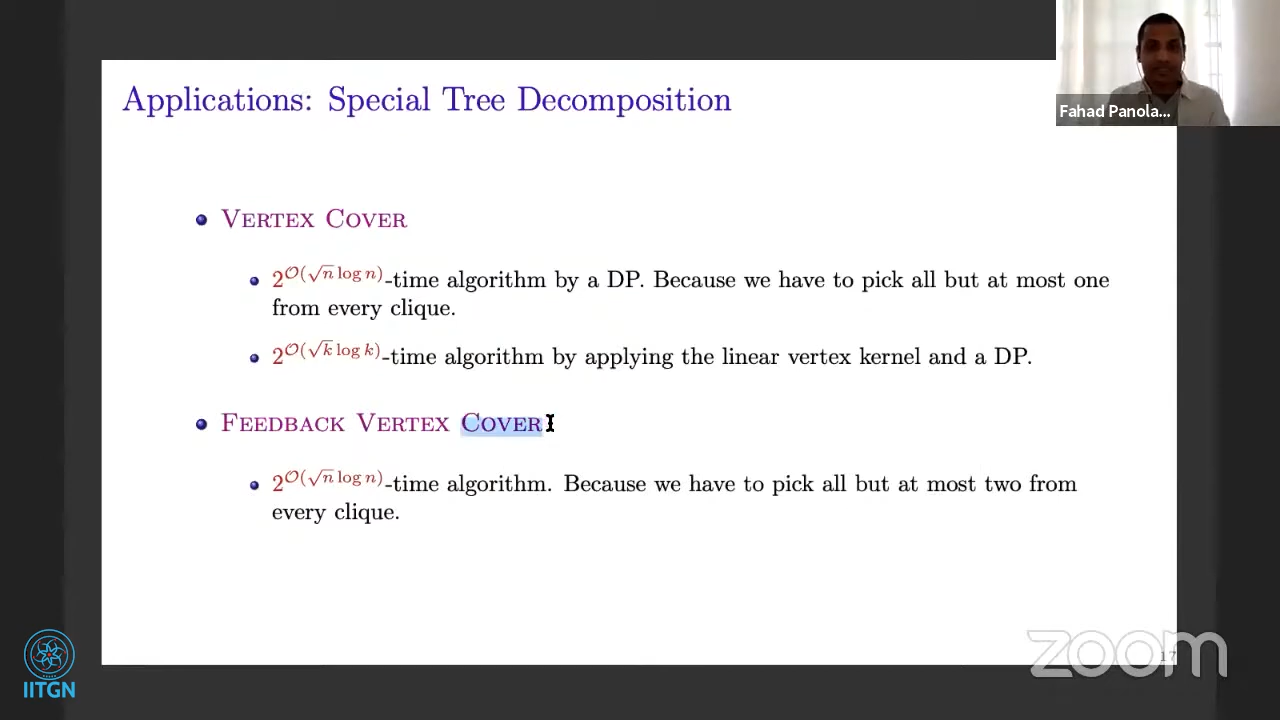 Applications: Special Tree Decomposition
Fahad Panola...
VERTEX COVER
2^O(√n log n)-time algorithm by a DP. Because we have to pick all but at most one
from every clique.
2^O(√k log k)-time algorithm by applying the linear vertex kernel and a DP.
FEEDBACK VERTEX COVER
2^O(√n log n)-time algorithm. Because we have to pick all but at most two from
every clique.
zoom
17
IITGN